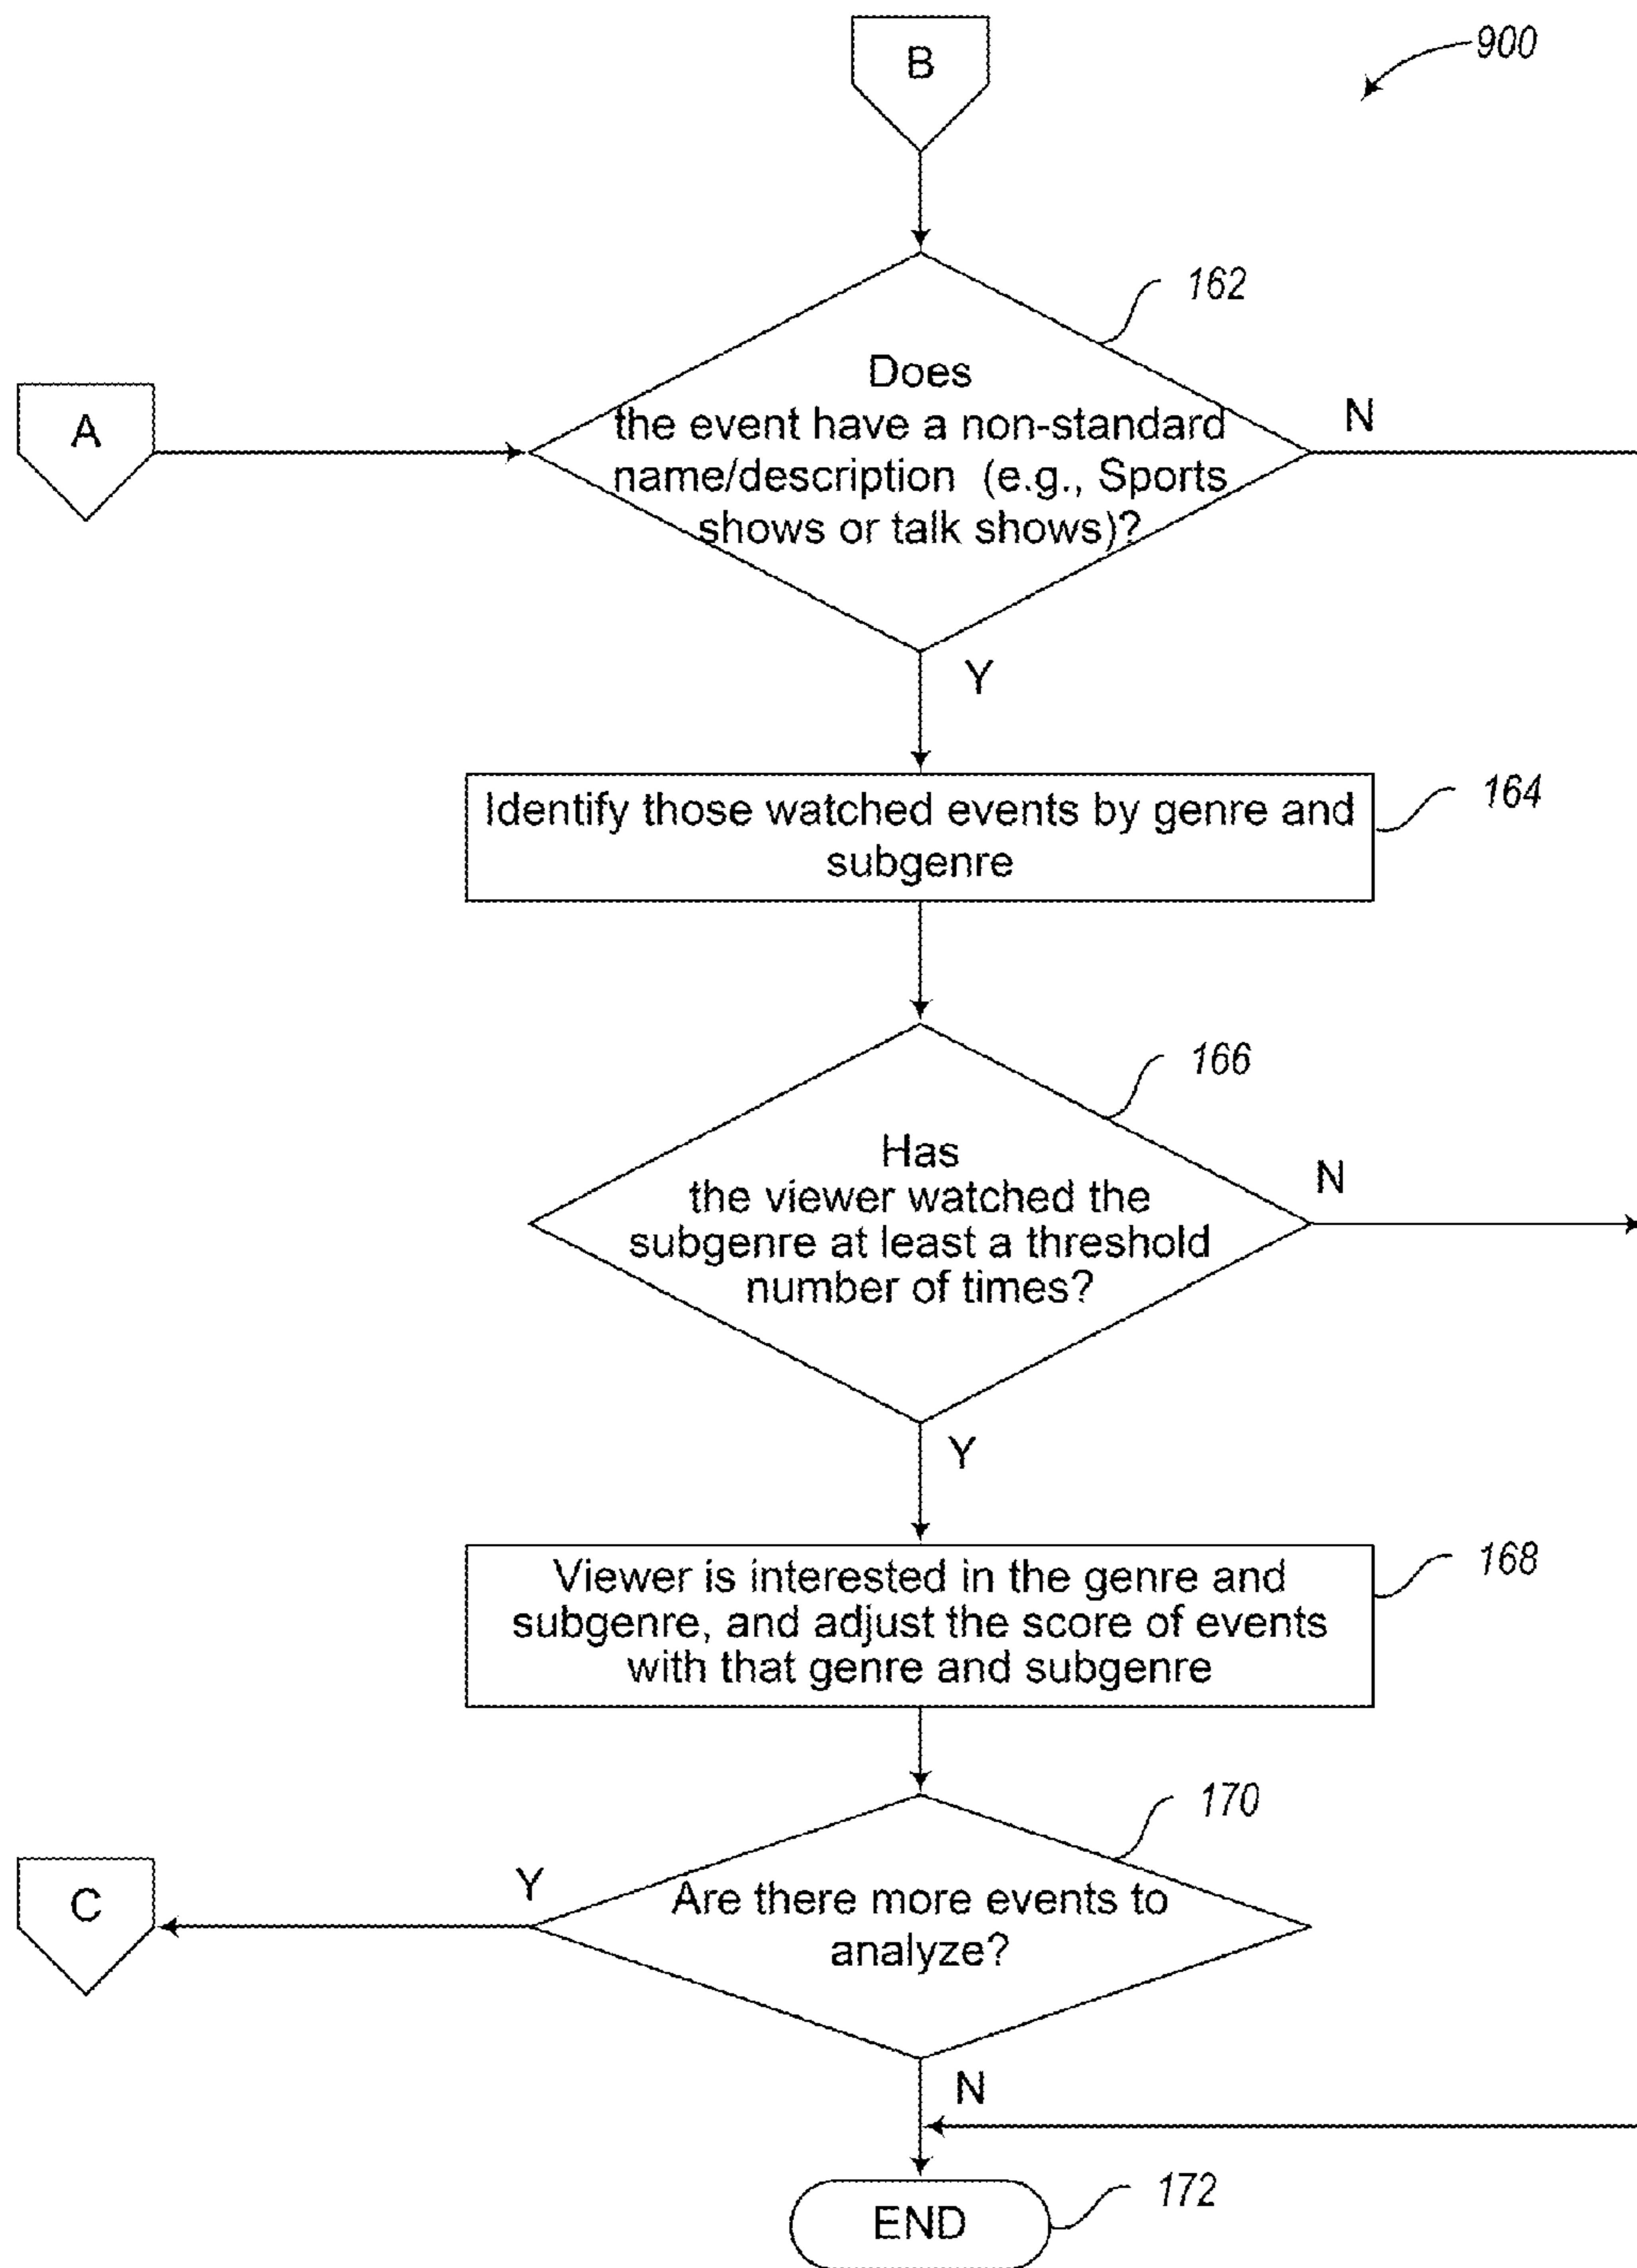 B
900
162
Does
the event have a non-standard
name/description (e.g., Sports
shows or talk shows)?
N
A
Y
Identify those watched events by genre and
subgenre
164
166
Has
the viewer watched the
subgenre at least a threshold
number of times?
N
Y
Viewer is interested in the genre and
subgenre, and adjust the score of events
with that genre and subgenre
168
170
Y
C
Are there more events to
analyze?
N
END
172